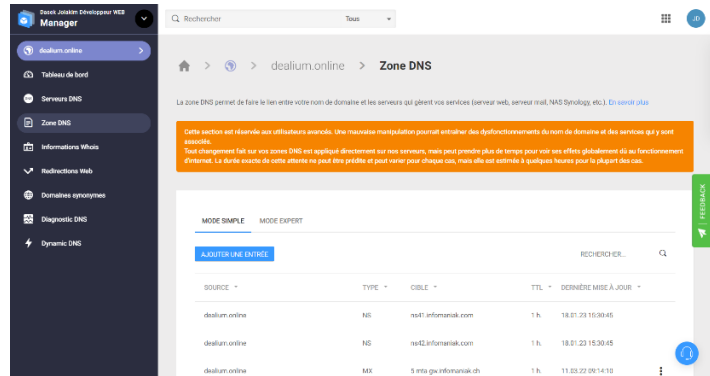 Dasek Joiakim Développeur WEB
Manager
Rechercher
Tous
JD
dealium.online
Tableau de bord
Serveurs DNS
Zone DNS
Informations Whois
Redirections Web
Domaines synonymes
Diagnostic DNS
Dynamic DNS
> > dealium.online > Zone DNS
La zone DNS permet de faire le lien entre votre nom de domaine et les serveurs qui gèrent vos services (serveur web, serveur mail, NAS Synology, etc.). En savoir plus
Cette section est réservée aux utilisateurs avancés. Une mauvaise manipulation pourrait entraîner des dysfonctionnements du nom de domaine et des services qui y sont
associés.
Tout changement fait sur vos zones DNS est appliqué directement sur nos serveurs, mais peut prendre plus de temps pour voir ses effets globalement dû au fonctionnement
d'internet. La durée exacte de cette attente ne peut être prédite et peut varier pour chaque cas, mais elle est estimée à quelques heures pour la plupart des cas.
FEEDBACK
MODE SIMPLE MODE EXPERT
AJOUTER UNE ENTRÉE
RECHERCHER...
SOURCE TYPE CIBLE TTL DERNIÈRE MISE À JOUR
dealium.online NS ns41.infomaniak.com 1 h. 18.01.23 15:30:45
dealium.online NS ns42.infomaniak.com 1 h. 18.01.23 15:30:45
dealium.online MX 5 mta-gw.infomaniak.ch 1 h. 11.03.22 09:14:10